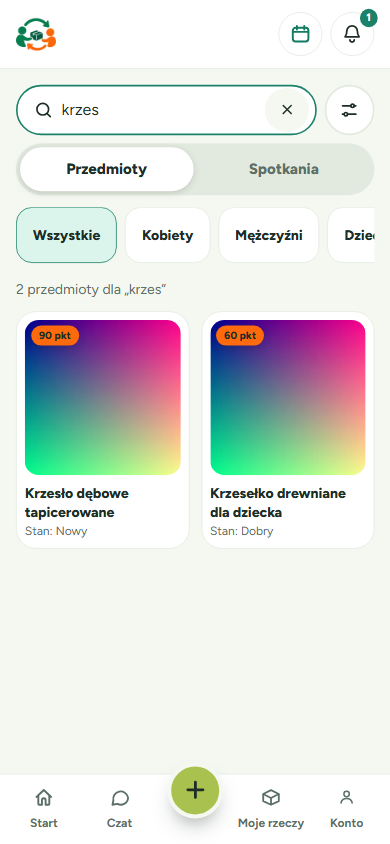 1
krzes
Przedmioty
Spotkania
Wszystkie
Kobiety
Mężczyźni
2 przedmioty dla „krzes”
90 pkt
60 pkt
Krzesło dębowe
tapicerowane
Stan: Nowy
Krzesełko drewniane
dla dziecka
Stan: Dobry
Start
Czat
Moje rzeczy
Konto